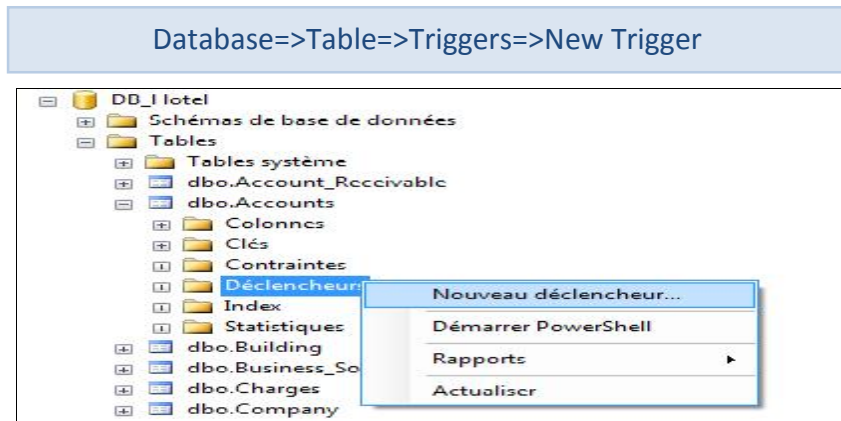 Database=>Table=>Triggers=>New Trigger
DB_Hotel
Schémas de base de données
Tables
Tables système
dbo.Account_Receivable
dbo.Accounts
Colonnes
Clés
Contraintes
Déclencheurs
Nouveau déclencheur...
Index
Statistiques
Démarrer PowerShell
dbo.Building
Rapports
dbo.Business_So
dbo.Charges
Actualiser
dbo.Company